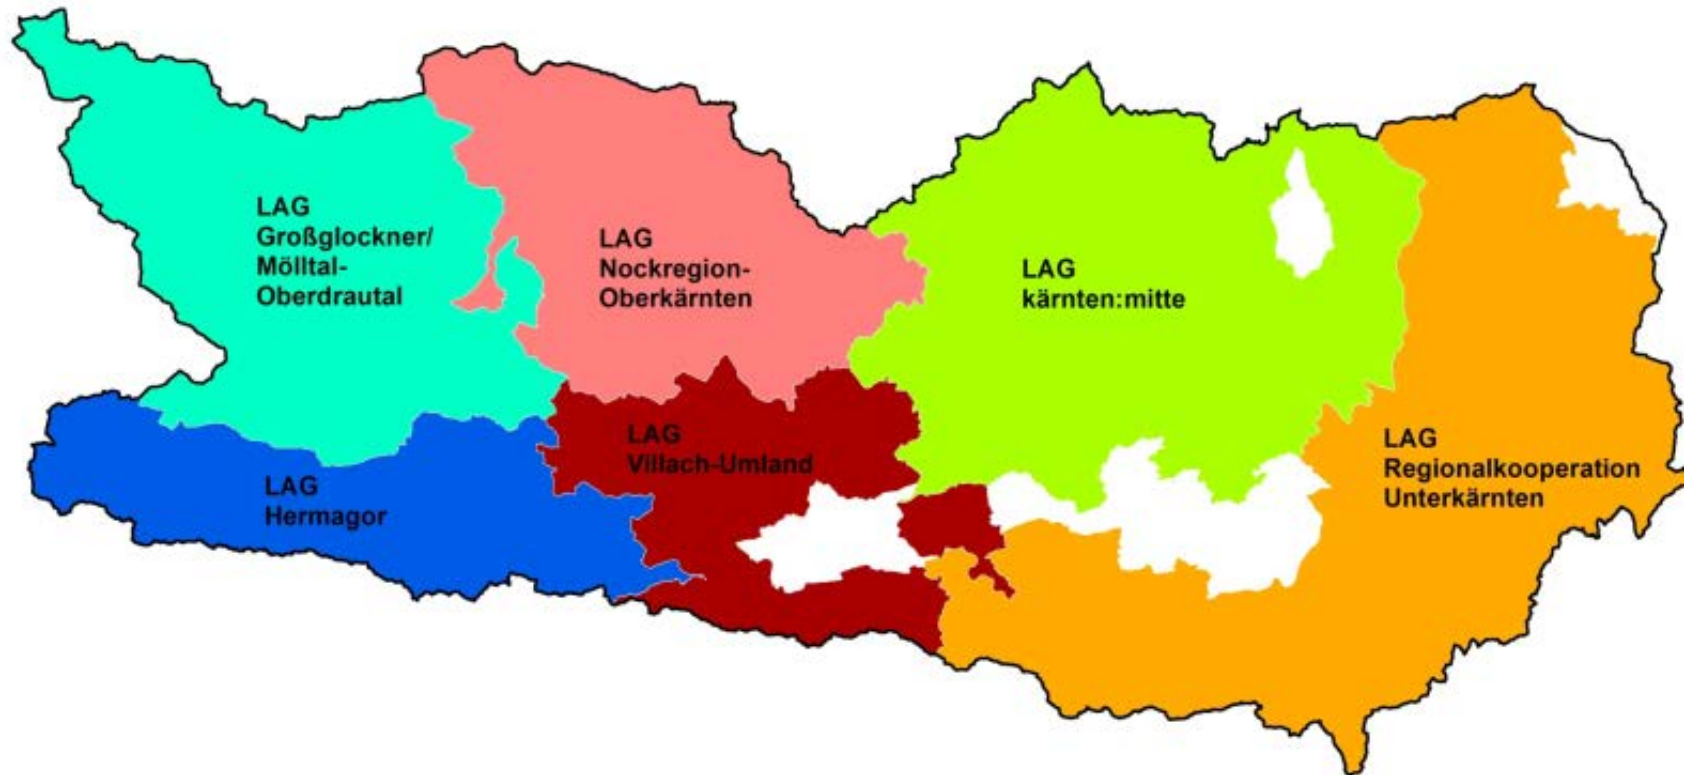 LAG
Großglockner/
Mölltal-
Oberdrautal
LAG
Nockregion-
Oberkärnten
LAG
kärnten:mitte
LAG
Villach-Umland
LAG
Regionalkooperation
Unterkärnten
LAG
Hermagor